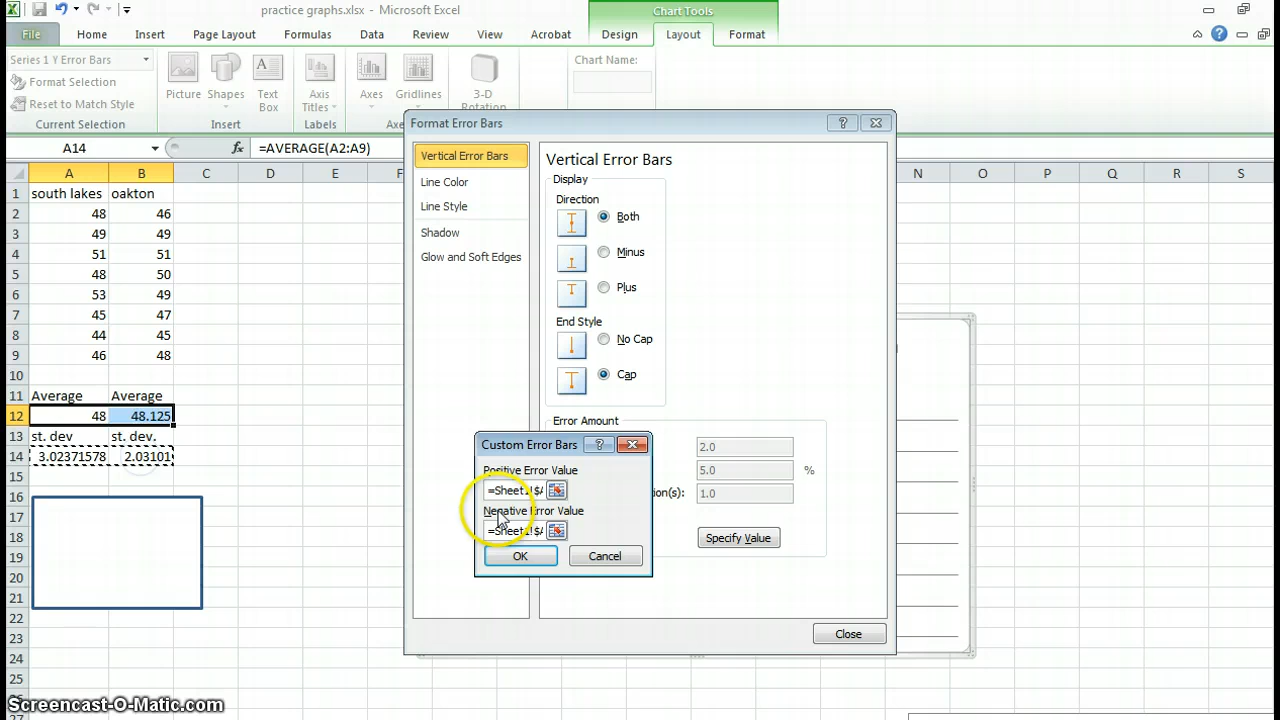 practice graphs.xlsx - Microsoft Excel
Chart Tools
File Home Insert Page Layout Formulas Data Review View Acrobat Design Layout Format
Series 1 Y Error Bars
Format Selection
Reset to Match Style
Current Selection
Picture Shapes Text Box
Insert
Axis Titles
Labels
Axes Gridlines
Axe
3-D Rotation
Chart Name:
A14 fx =AVERAGE(A2:A9)
A B C D E F N O P Q R S
1 south lakes oakton
2 48 46
3 49 49
4 51 51
5 48 50
6 53 49
7 45 47
8 44 45
9 46 48
10
11 Average Average
12 48 48.125
13 st. dev st. dev.
14 3.02371578 2.03101
15
16
17
18
19
20
21
22
23
24
25
26
27
Format Error Bars
Vertical Error Bars
Line Color
Line Style
Shadow
Glow and Soft Edges
Vertical Error Bars
Display
Direction
Both
Minus
Plus
End Style
No Cap
Cap
Error Amount
2.0
5.0 %
(s): 1.0
Specify Value
Close
Custom Error Bars
Positive Error Value
=Sheet1!$A
Negative Error Value
=Sheet1!$A
OK Cancel
Screencast-O-Matic.com